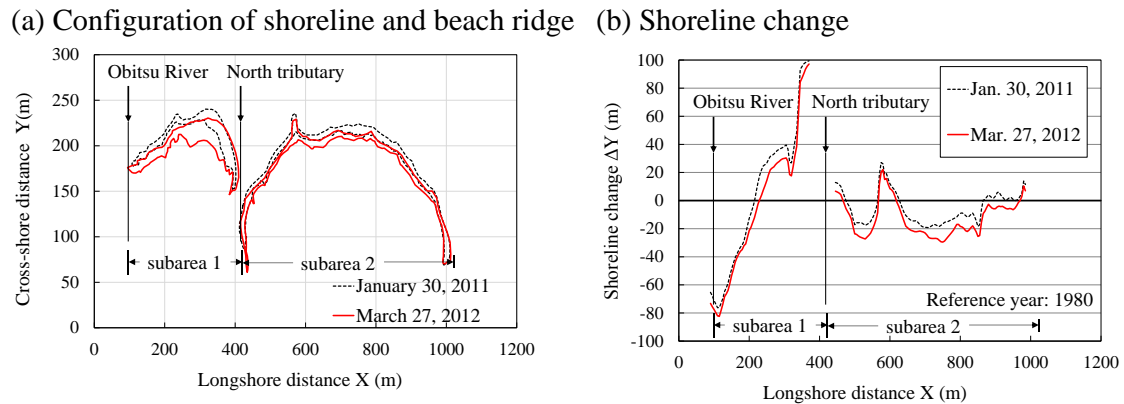 (a) Configuration of shoreline and beach ridge
300
250
200
150
100
50
0
Cross-shore distance Y(m)
Obitsu River
North tributary
subarea 1
subarea 2
January 30, 2011
March 27, 2012
0 200 400 600 800 1000 1200
Longshore distance X (m)
(b) Shoreline change
100
80
60
40
20
0
-20
-40
-60
-80
-100
Shoreline change ΔY (m)
Jan. 30, 2011
Mar. 27, 2012
Obitsu River
North tributary
Reference year: 1980
subarea 1
subarea 2
0 200 400 600 800 1000 1200
Longshore distance X (m)